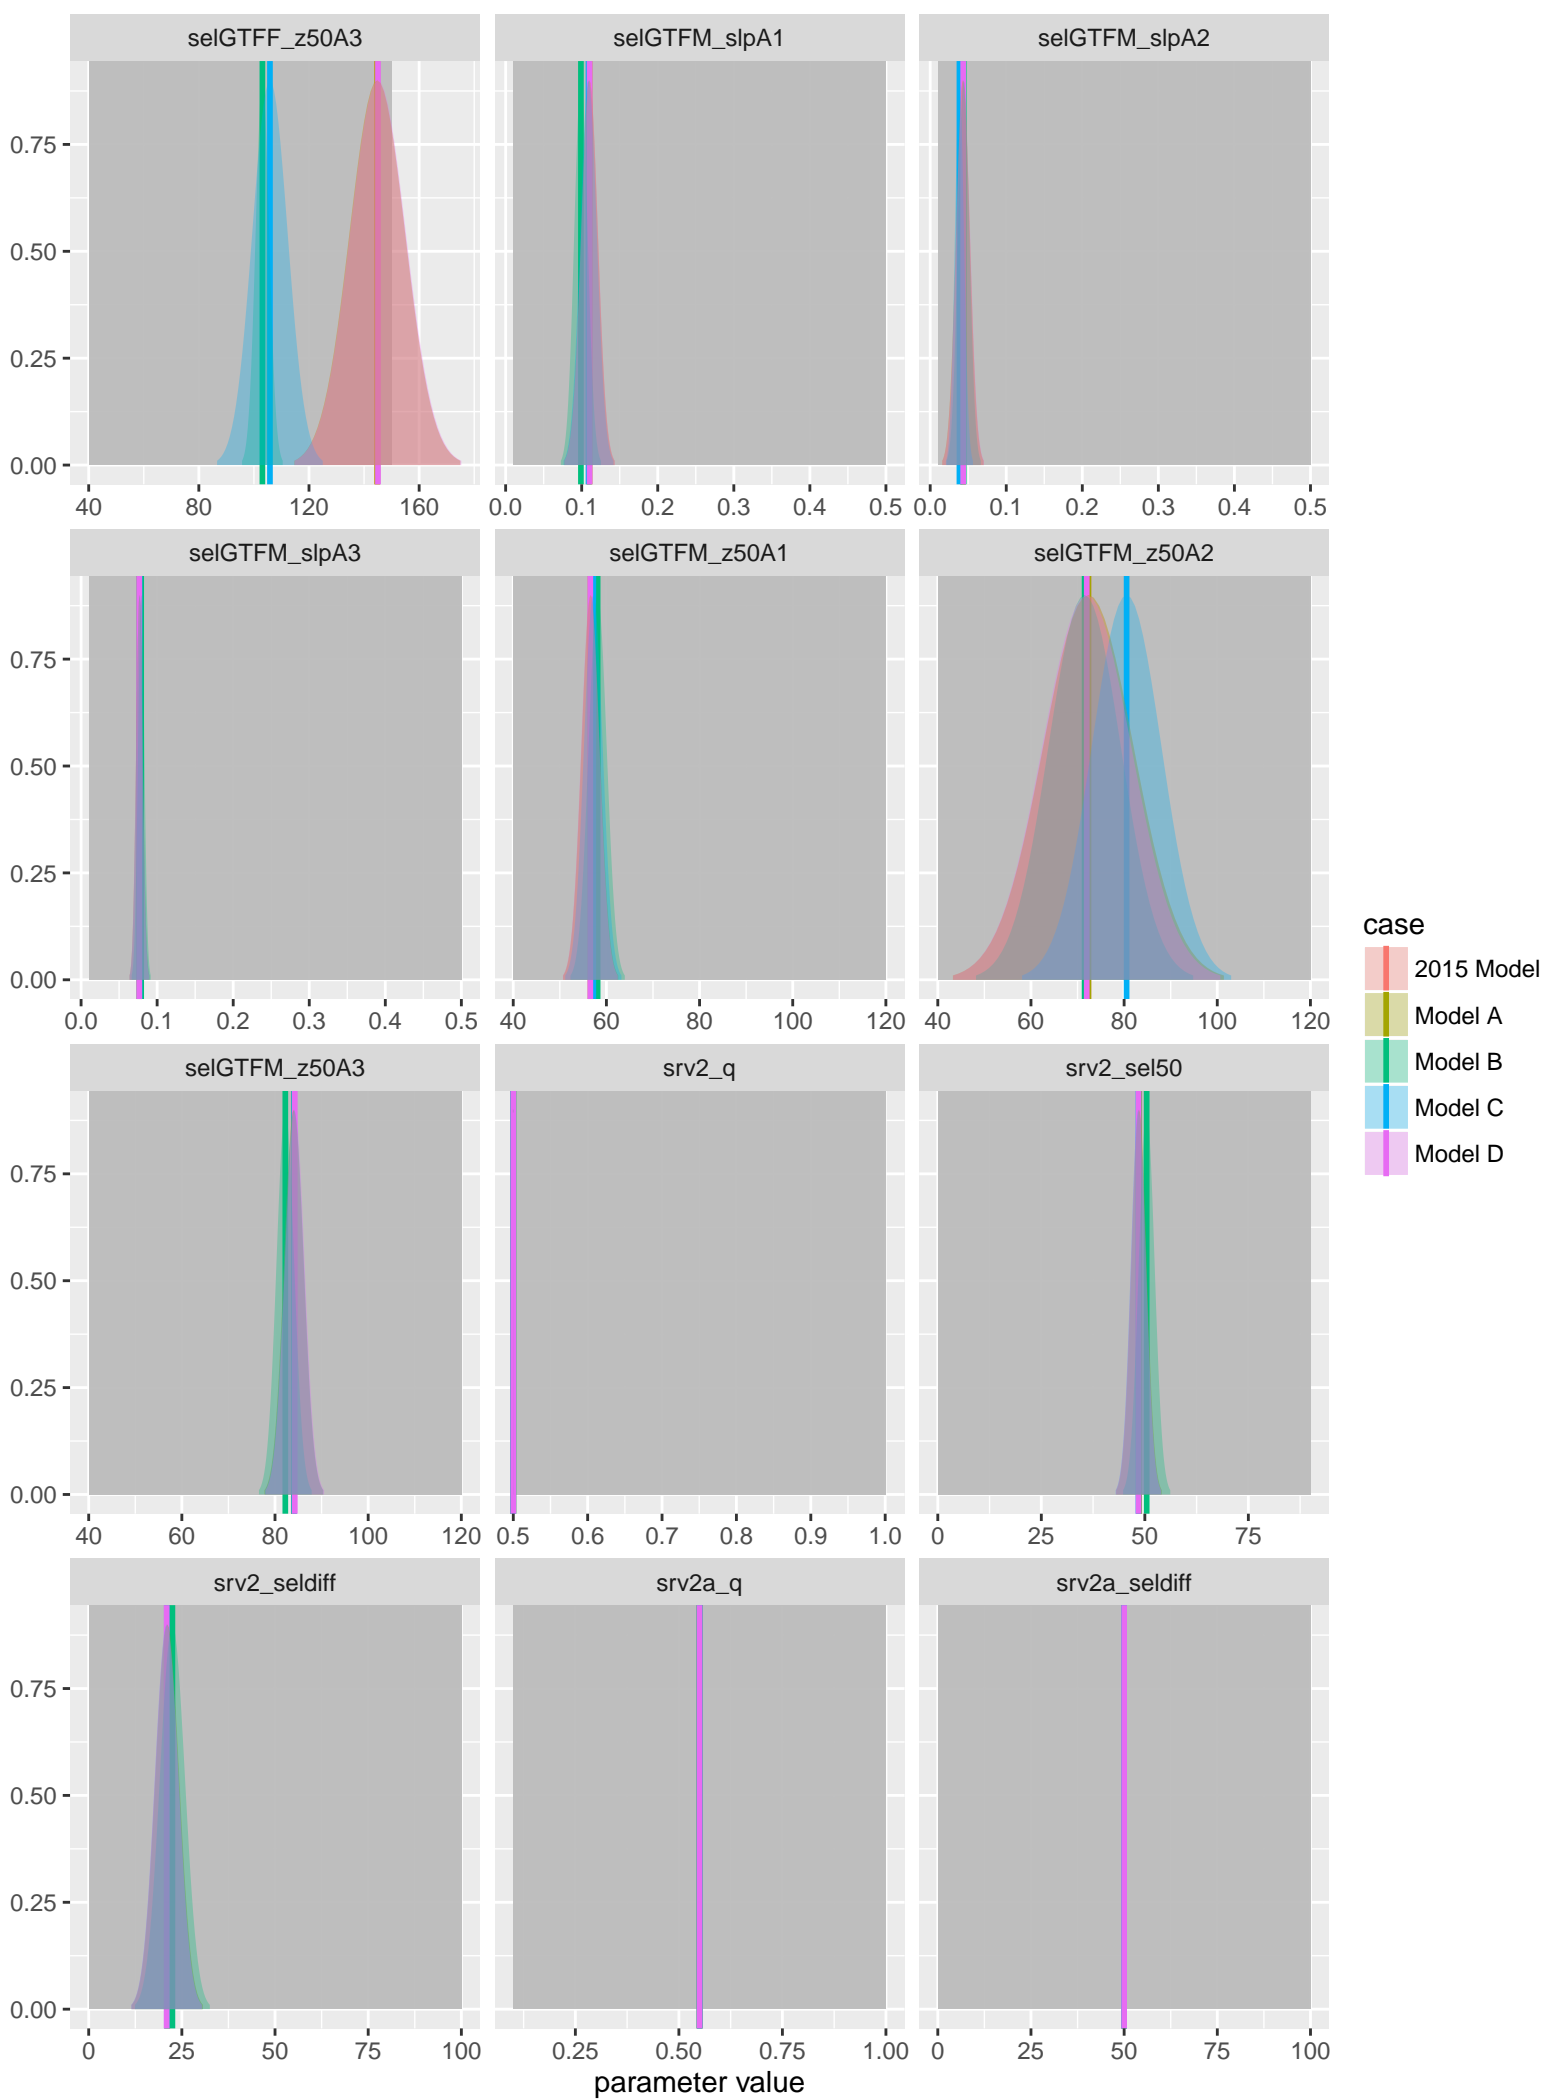 selGTFF_z50A3 selGTFM_slpA1 selGTFM_slpA2
0.75
0.50
0.25
0.00
40 80 120 160 0.0 0.1 0.2 0.3 0.4 0.5 0.0 0.1 0.2 0.3 0.4 0.5
selGTFM_slpA3 selGTFM_z50A1 selGTFM_z50A2
0.75
0.50
0.25
0.00
0.0 0.1 0.2 0.3 0.4 0.5 40 60 80 100 120 40 60 80 100 120
case
2015 Model
Model A
Model B
Model C
Model D
selGTFM_z50A3 srv2_q srv2_sel50
0.75
0.50
0.25
0.00
40 60 80 100 120 0.5 0.6 0.7 0.8 0.9 1.0 0 25 50 75
srv2_seldiff srv2a_q srv2a_seldiff
0.75
0.50
0.25
0.00
0 25 50 75 100 0.25 0.50 0.75 1.00 0 25 50 75 100
parameter value